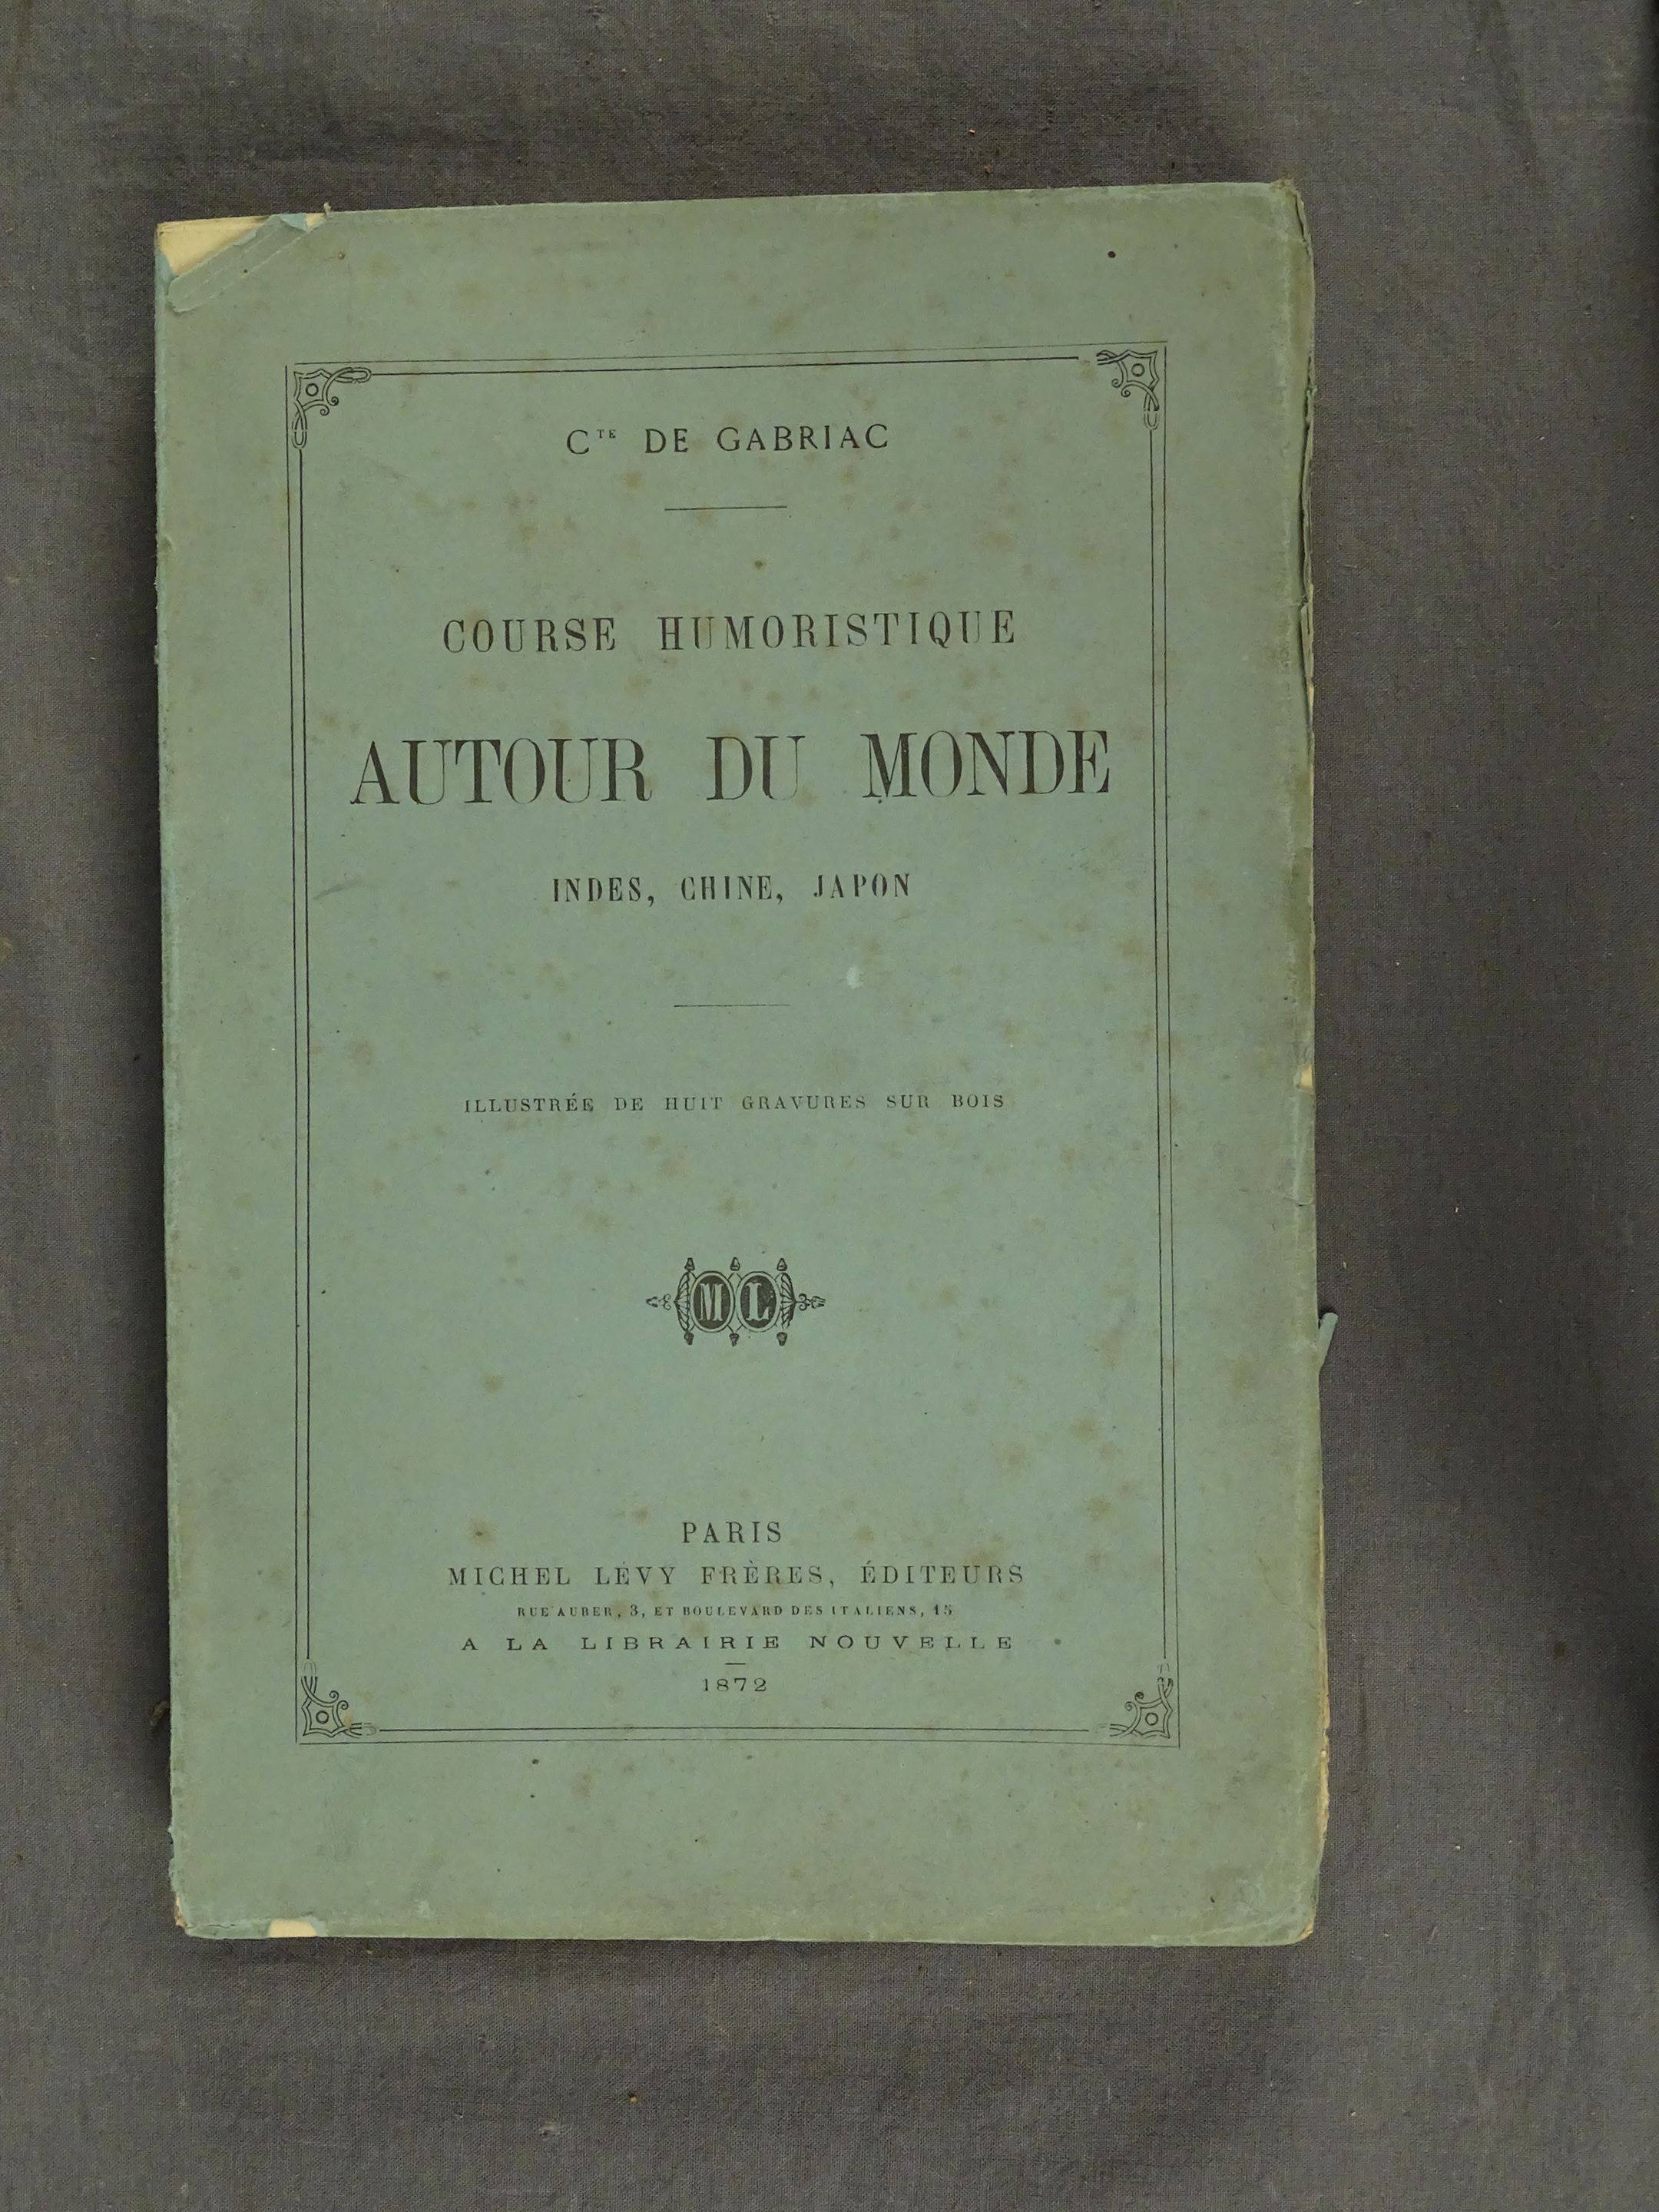 Cᵀᴱ DE GABRIAC
COURSE HUMORISTIQUE
AUTOUR DU MONDE
INDES, CHINE, JAPON
ILLUSTRÉE DE HUIT GRAVURES SUR BOIS
M L
PARIS
MICHEL LÉVY FRÈRES, ÉDITEURS
RUE AUBER, 3, ET BOULEVARD DES ITALIENS, 15
A LA LIBRAIRIE NOUVELLE
1872